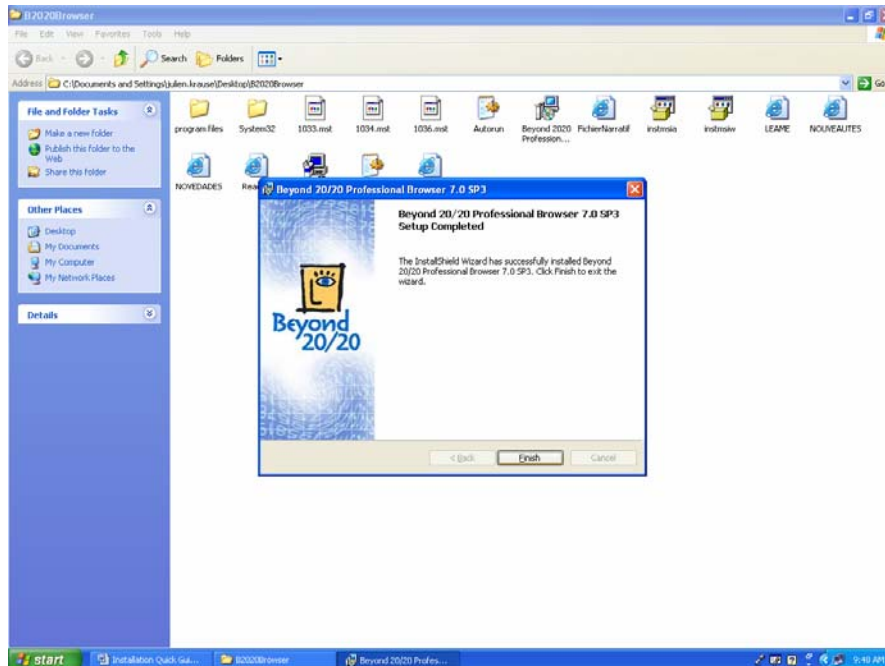 B2020Browser
File Edit View Favorites Tools Help
Back Search Folders
Address C:\Documents and Settings\julien.krause\Desktop\B2020Browser Go
File and Folder Tasks
Make a new folder
Publish this folder to the
Web
Share this folder
Other Places
Desktop
My Documents
My Computer
My Network Places
Details
program files System32 1033.mst 1034.mst 1036.mst Autorun Beyond 2020 FichierNarratif instmsia instmsiw LEAME NOUVEAUTES
Profession...
NOVEDADES
Beyond 20/20 Professional Browser 7.0 SP3
Beyond 20/20 Professional Browser 7.0 SP3
Setup Completed
The InstallShield Wizard has successfully installed Beyond
20/20 Professional Browser 7.0 SP3. Click Finish to exit the
wizard.
Beyond
20/20
< Back Finish Cancel
start Installation Quick Gui... B2020Browser Beyond 20/20 Profes... 9:40 AM